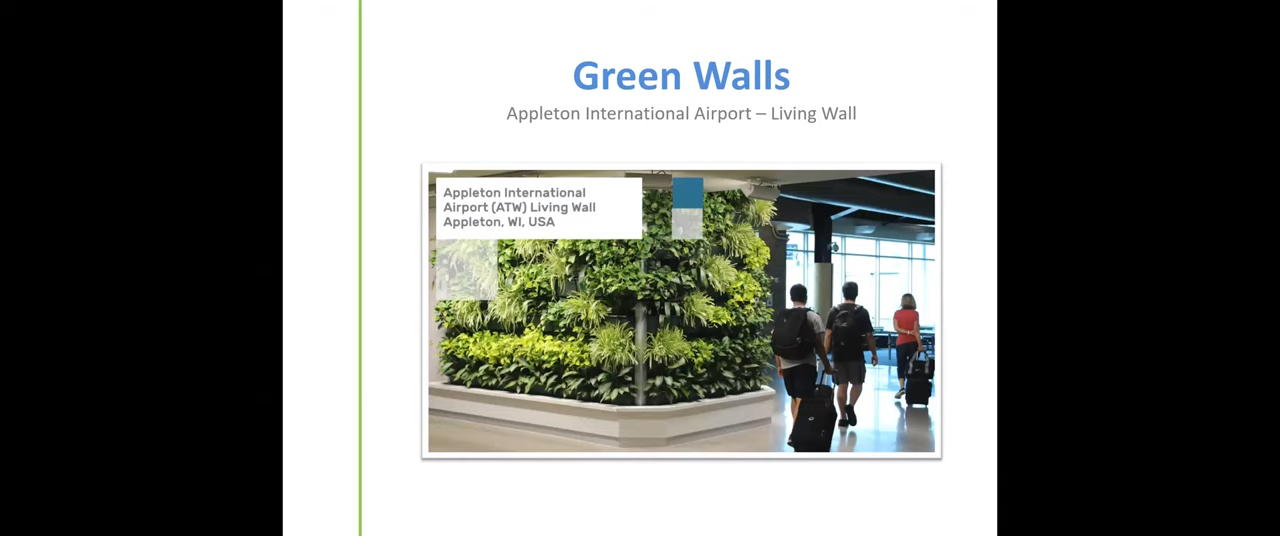 Green Walls
Appleton International Airport – Living Wall
Appleton International
Airport (ATW) Living Wall
Appleton, WI, USA